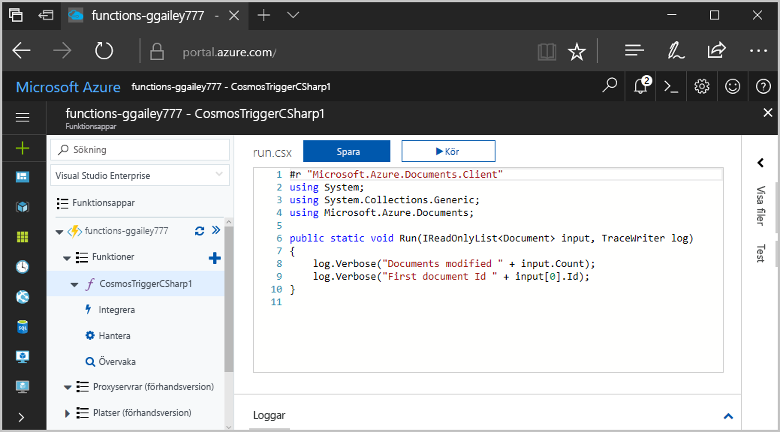 functions-ggailey777 -
portal.azure.com/
Microsoft Azure functions-ggailey777 - CosmosTriggerCSharp1
2
functions-ggailey777 - CosmosTriggerCSharp1
Funktionsappar
Sökning
Visual Studio Enterprise
Funktionsappar
functions-ggailey777
Funktioner
CosmosTriggerCSharp1
Integrera
Hantera
Övervaka
Proxyservrar (förhandsversion)
Platser (förhandsversion)
run.csx Spara Kör
1 #r "Microsoft.Azure.Documents.Client"
2 using System;
3 using System.Collections.Generic;
4 using Microsoft.Azure.Documents;
5
6 public static void Run(IReadOnlyList<Document> input, TraceWriter log)
7 {
8 log.Verbose("Documents modified " + input.Count);
9 log.Verbose("First document Id " + input[0].Id);
10 }
11
Loggar
Visa filer
Test